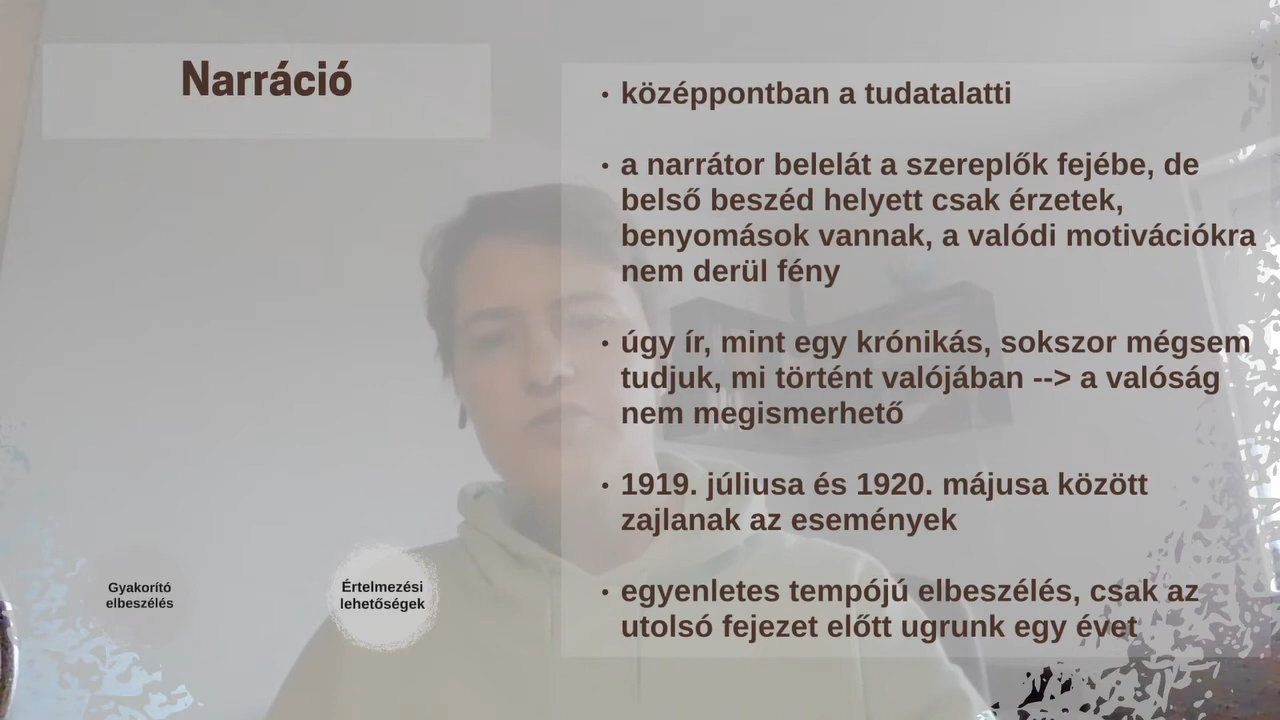 Narráció
• középpontban a tudatalatti
• a narrátor belelát a szereplők fejébe, de
belső beszéd helyett csak érzetek,
benyomások vannak, a valódi motivációkra
nem derül fény
• úgy ír, mint egy krónikás, sokszor mégsem
tudjuk, mi történt valójában --> a valóság
nem megismerhető
• 1919. júliusa és 1920. májusa között
zajlanak az események
• egyenletes tempójú elbeszélés, csak az
utolsó fejezet előtt ugrunk egy évet
Gyakorító
elbeszélés
Értelmezési
lehetőségek